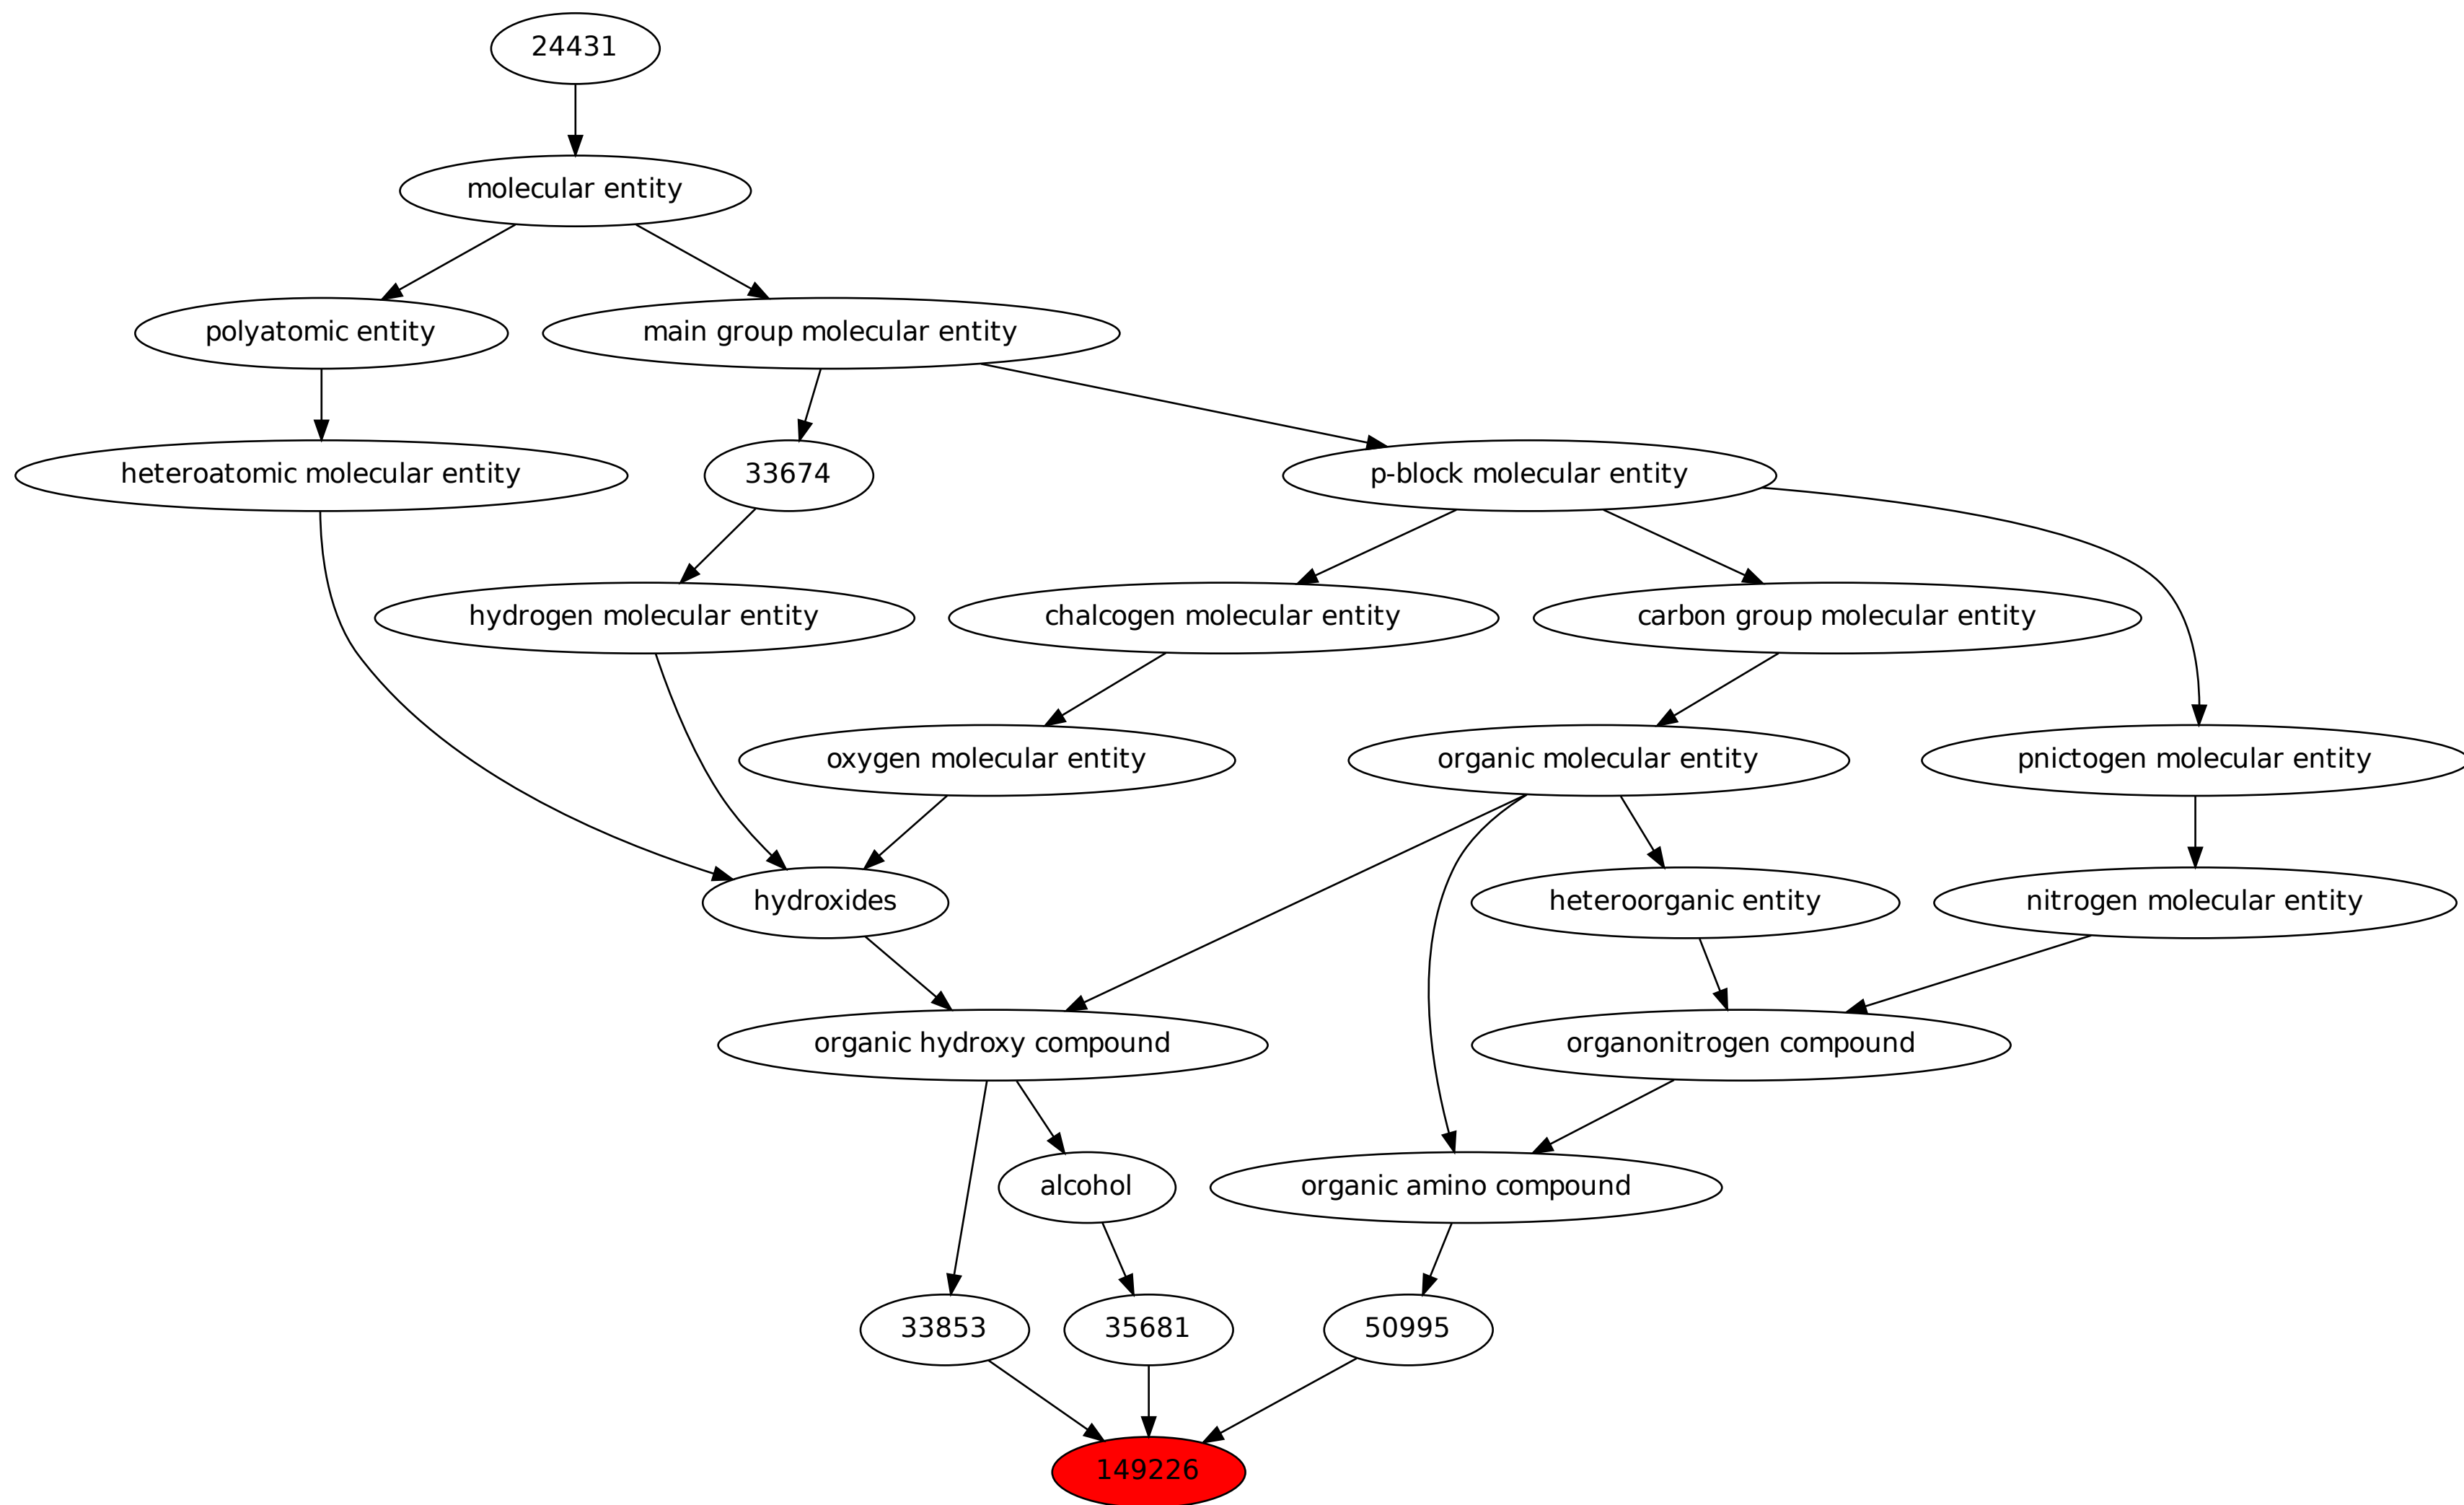 24431
molecular entity
polyatomic entity
main group molecular entity
heteroatomic molecular entity
33674
p-block molecular entity
hydrogen molecular entity
chalcogen molecular entity
carbon group molecular entity
oxygen molecular entity
organic molecular entity
pnictogen molecular entity
hydroxides
heteroorganic entity
nitrogen molecular entity
organic hydroxy compound
organonitrogen compound
alcohol
organic amino compound
33853
35681
50995
149226